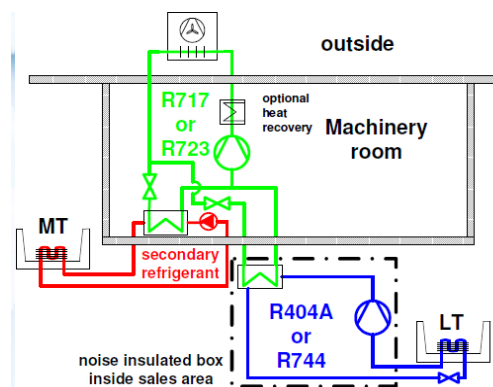 outside
R717
or
R723
optional
heat
recovery
Machinery
room
MT
secondary
refrigerant
R404A
or
R744
LT
noise insulated box
inside sales area